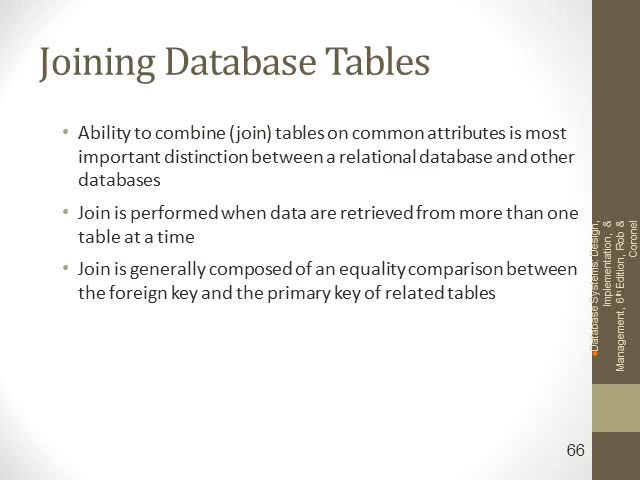 Joining Database Tables
• Ability to combine (join) tables on common attributes is most
important distinction between a relational database and other
databases
• Join is performed when data are retrieved from more than one
table at a time
• Join is generally composed of an equality comparison between
the foreign key and the primary key of related tables
Database Systems: Design,
Implementation, &
Management, 6th Edition, Rob &
Coronel
66